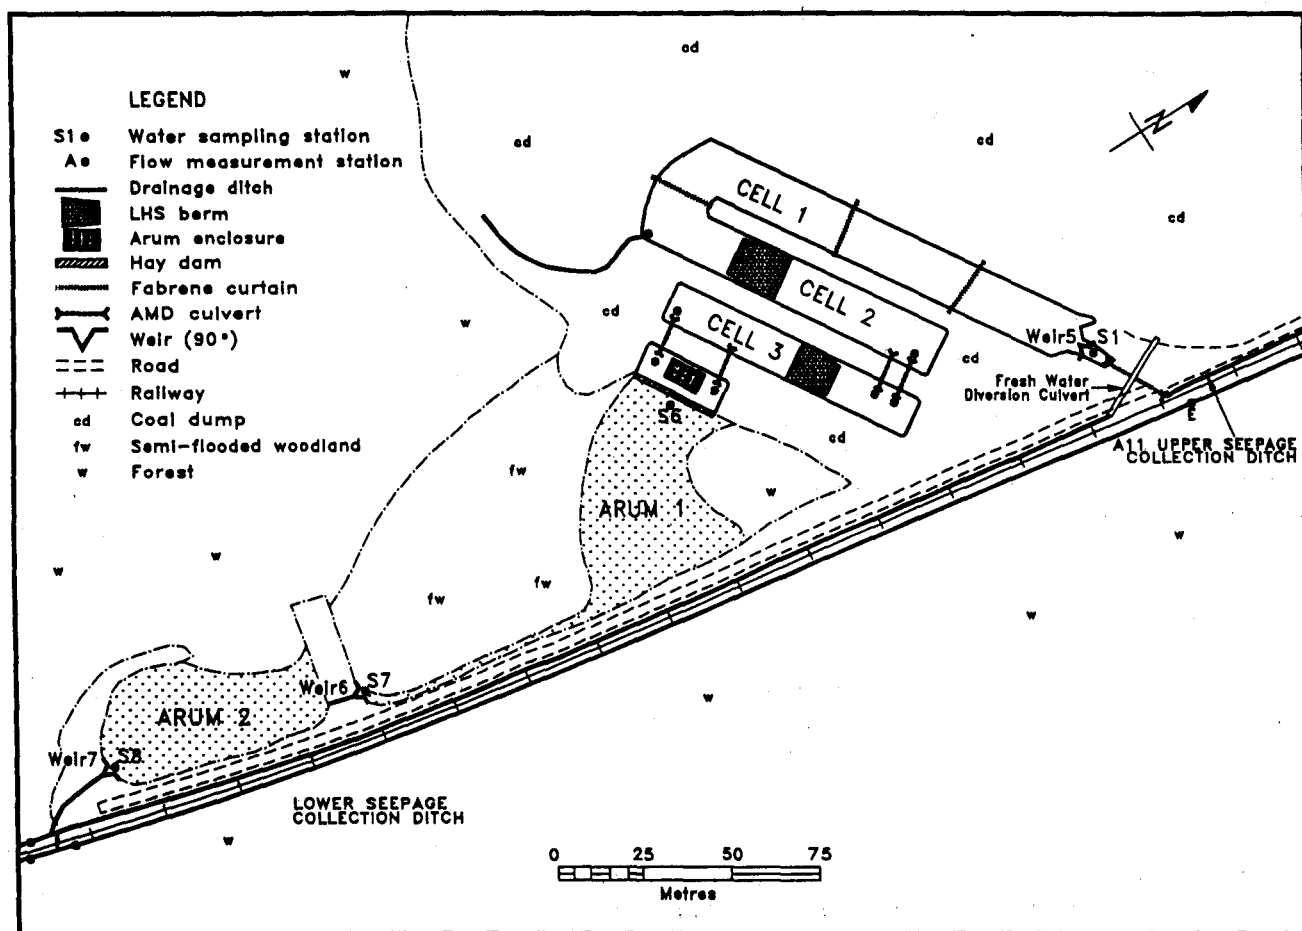 LEGEND
S1 Water sampling station
A Flow measurement station
Drainage ditch
LHS berm
Arum enclosure
Hay dam
Fabrene curtain
AMD culvert
Weir (90°)
Road
Railway
cd Coal dump
fw Semi-flooded woodland
w Forest
w
cd
cd
cd
cd
N
CELL 1
CELL 2
CELL 3
cd
w
cd
Weir5
S1
Fresh Water
Diversion Culvert
E
S6
cd
A11 UPPER SEEPAGE
COLLECTION DITCH
fw
w
ARUM 1
w
w
w
fw
fw
w
Weir6
S7
w
ARUM 2
Weir7
S8
LOWER SEEPAGE
COLLECTION DITCH
w
0 25 50 75
Metres